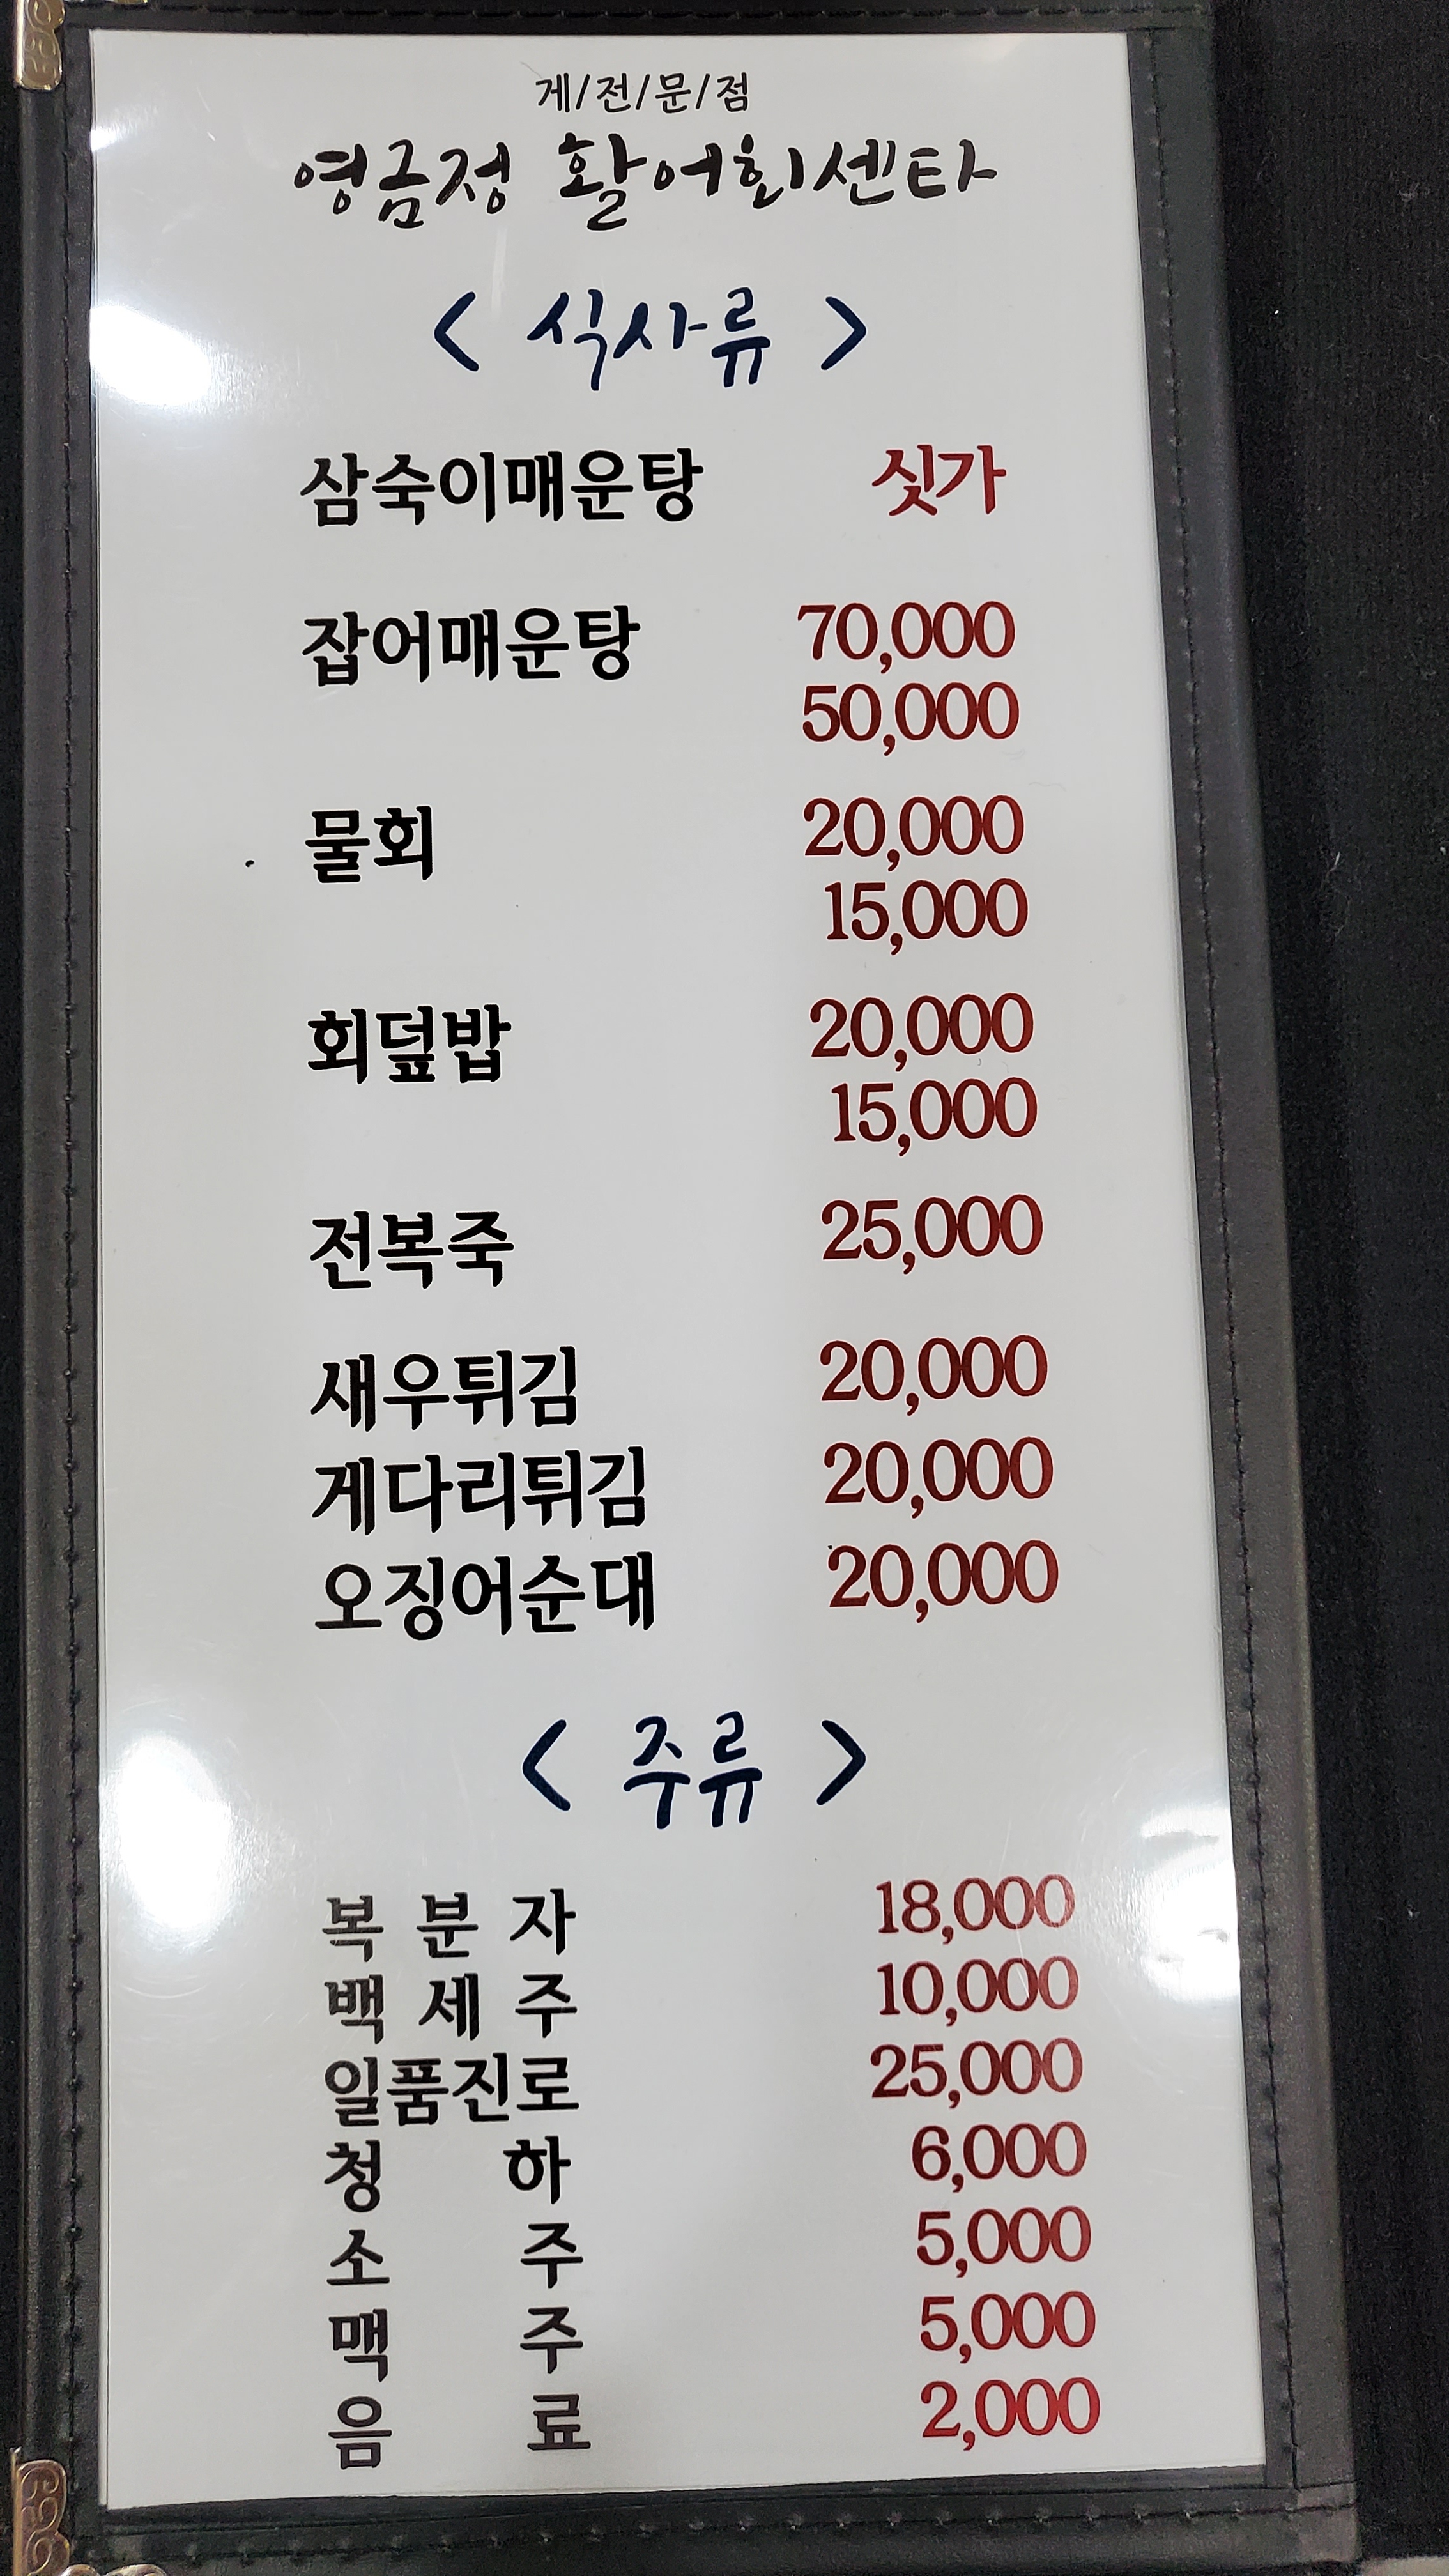 게/전/문/점
영금정 활어회센타
< 식사류 >
삼숙이매운탕 싯가
잡어매운탕 70,000
50,000
물회 20,000
15,000
회덮밥 20,000
15,000
전복죽 25,000
새우튀김 20,000
게다리튀김 20,000
오징어순대 20,000
< 주류 >
복 분 자 18,000
백 세 주 10,000
일품진로 25,000
청 하 6,000
소 주 5,000
맥 주 5,000
음 료 2,000